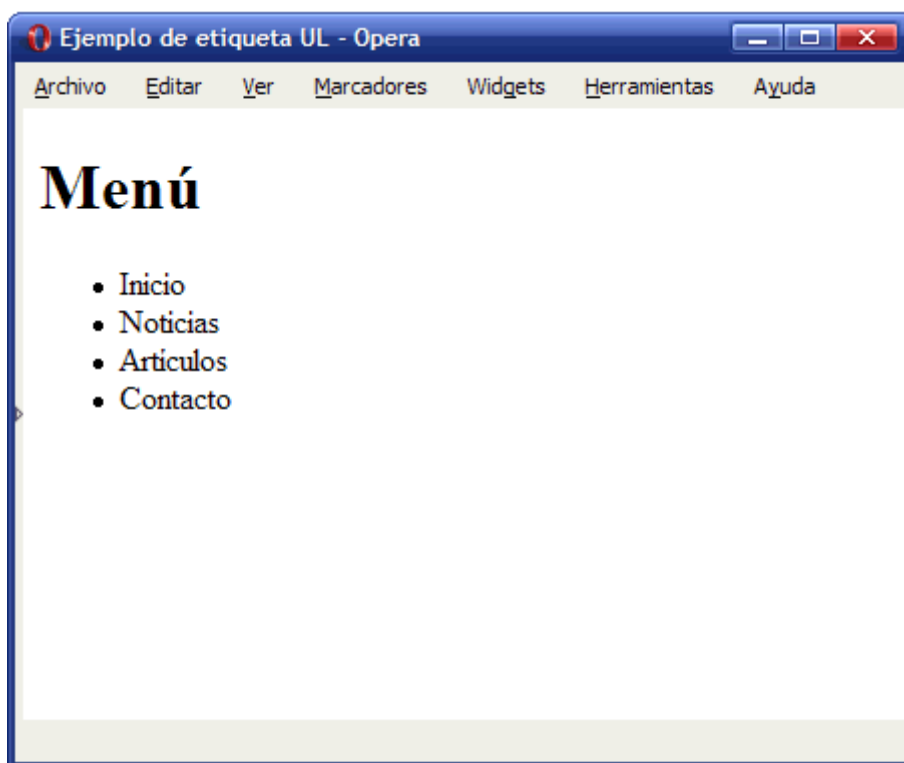 Ejemplo de etiqueta UL - Opera
Archivo Editar Ver Marcadores Widgets Herramientas Ayuda
Menú
• Inicio
• Noticias
• Artículos
• Contacto